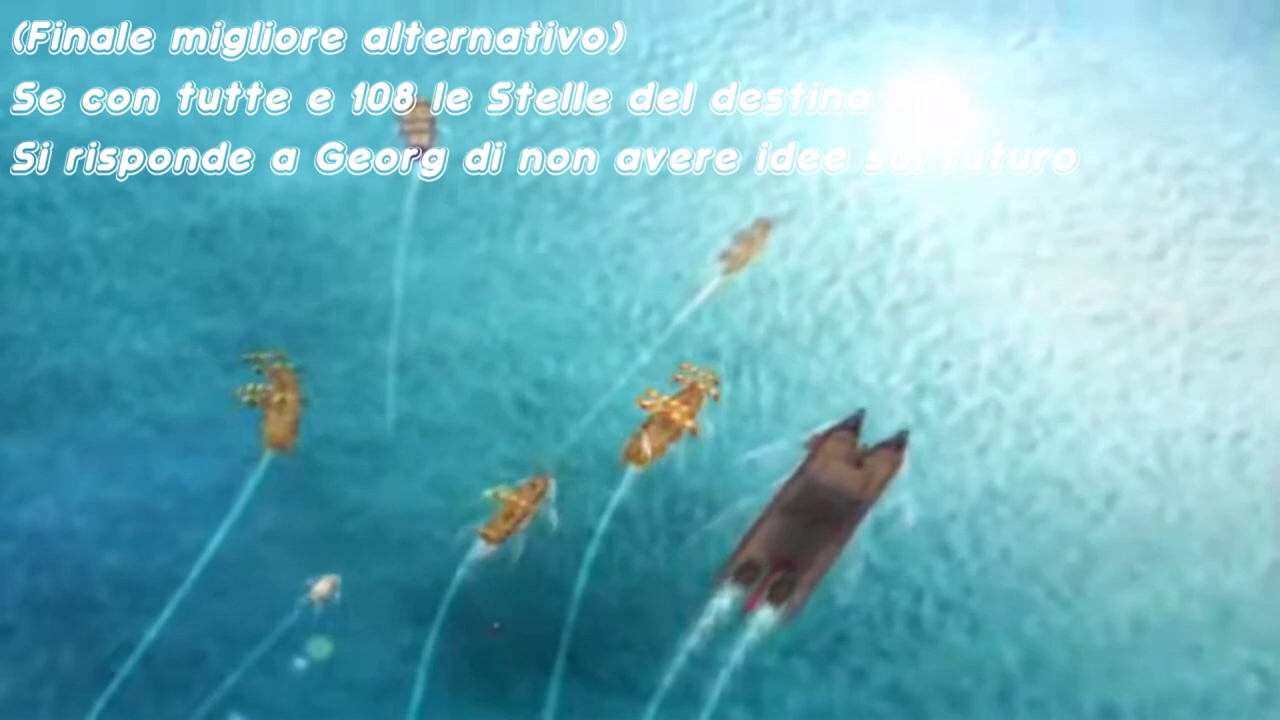 (Finale migliore alternativo)
Se con tutte e 108 le Stelle del destino
Si risponde a Georg di non avere idee sul futuro